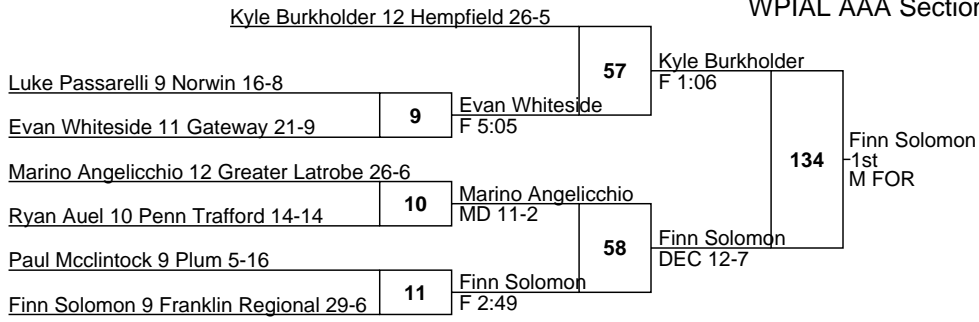 WPIAL AAA Section
Kyle Burkholder 12 Hempfield 26-5
57
Kyle Burkholder
F 1:06
Luke Passarelli 9 Norwin 16-8
9
Evan Whiteside
F 5:05
Evan Whiteside 11 Gateway 21-9
134
Finn Solomon
1st
M FOR
Marino Angelicchio 12 Greater Latrobe 26-6
10
Marino Angelicchio
MD 11-2
Ryan Auel 10 Penn Trafford 14-14
58
Finn Solomon
DEC 12-7
Paul Mcclintock 9 Plum 5-16
11
Finn Solomon
F 2:49
Finn Solomon 9 Franklin Regional 29-6